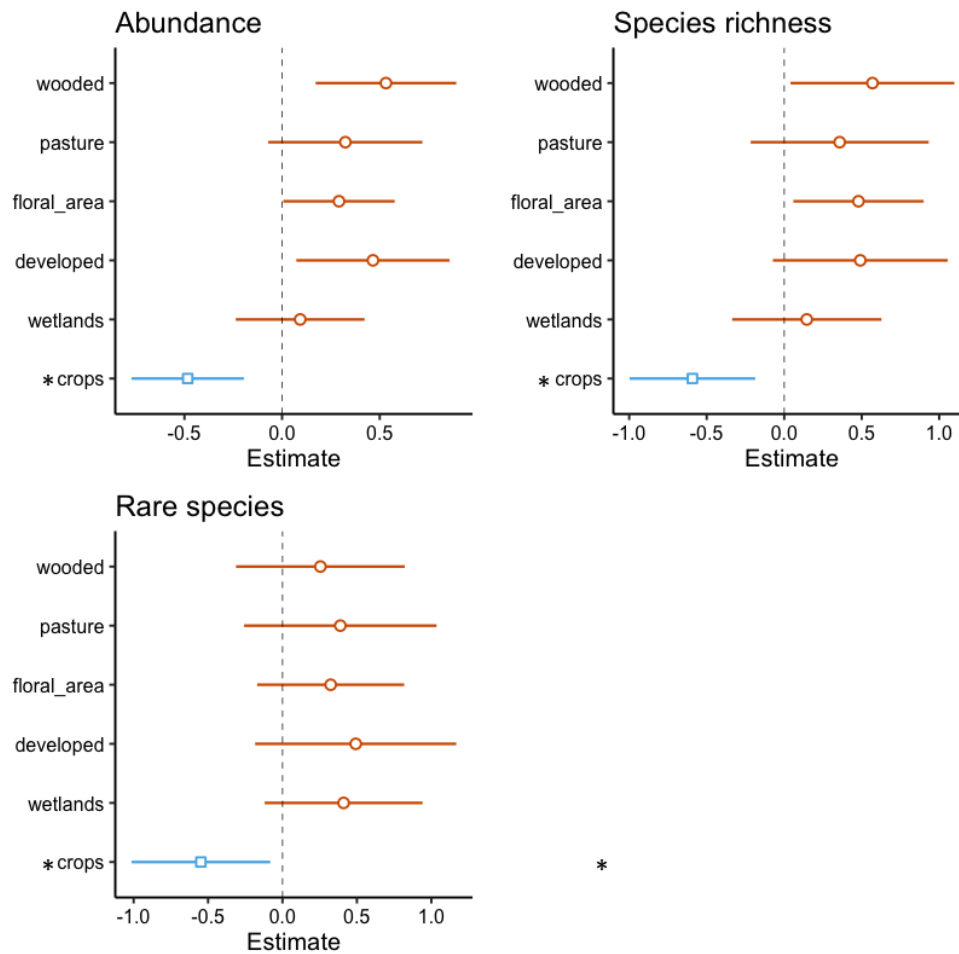 Abundance
wooded
pasture
floral_area
developed
wetlands
* crops
-0.5 0.0 0.5
Estimate
Species richness
wooded
pasture
floral_area
developed
wetlands
* crops
-1.0 -0.5 0.0 0.5 1.0
Estimate
Rare species
wooded
pasture
floral_area
developed
wetlands
* crops
-1.0 -0.5 0.0 0.5 1.0
Estimate
*